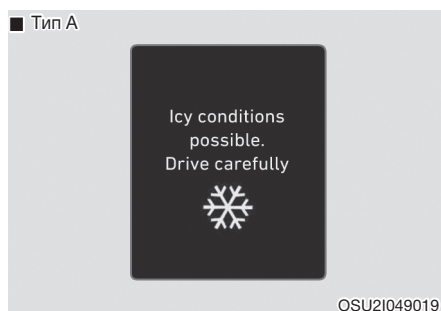 ■ Тип A
Icy conditions
possible.
Drive carefully
OSU2I049019